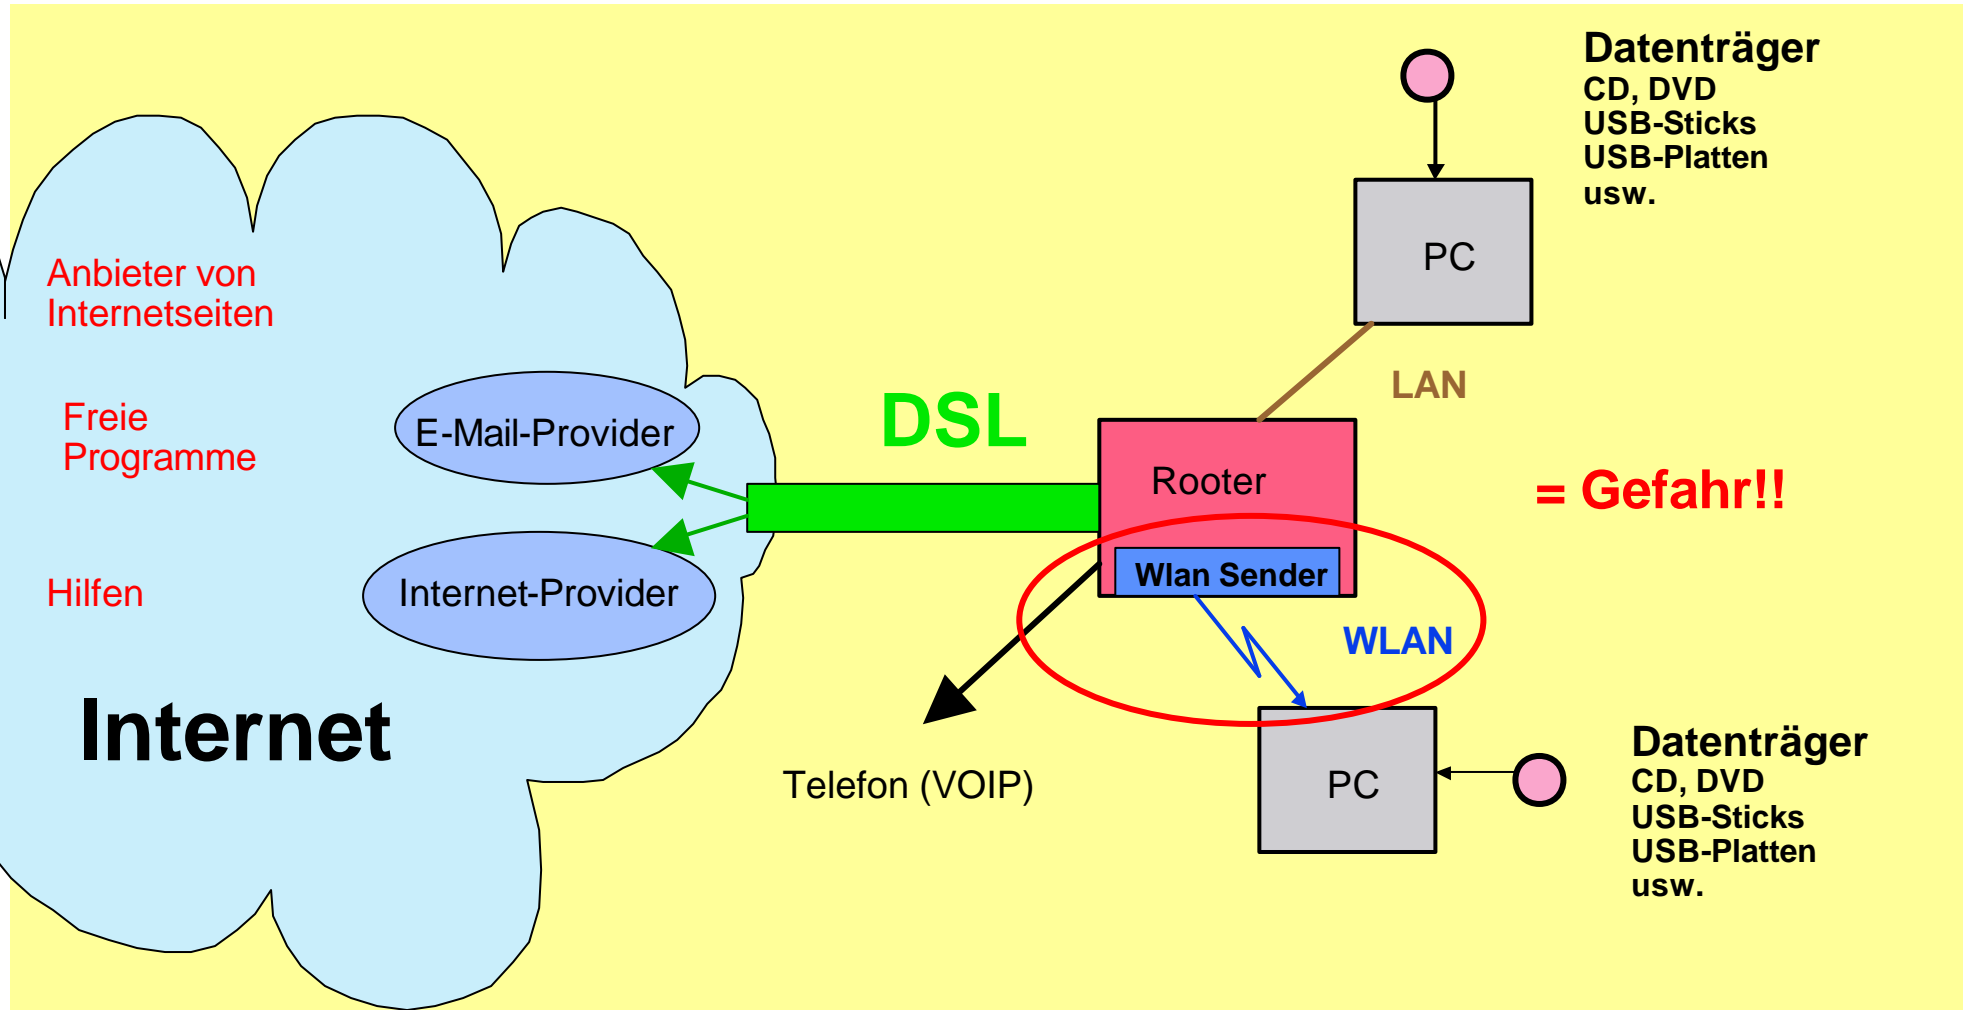 Datenträger
CD, DVD
USB-Sticks
USB-Platten
usw.
PC
Anbieter von
Internetseiten
LAN
Freie
Programme
E-Mail-Provider
DSL
Rooter
= Gefahr!!
Wlan Sender
Hilfen
Internet-Provider
WLAN
Internet
Telefon (VOIP)
PC
Datenträger
CD, DVD
USB-Sticks
USB-Platten
usw.